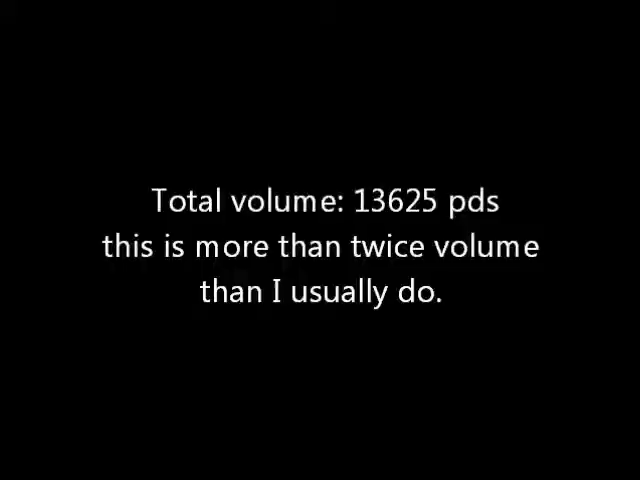 Total volume: 13625 pds
this is more than twice volume
than I usually do.